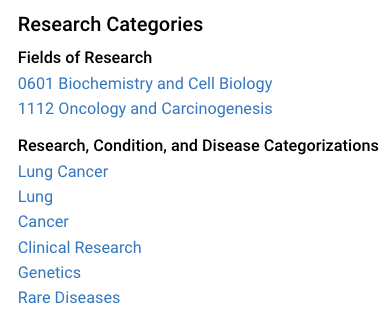 Research Categories
Fields of Research
0601 Biochemistry and Cell Biology
1112 Oncology and Carcinogenesis
Research, Condition, and Disease Categorizations
Lung Cancer
Lung
Cancer
Clinical Research
Genetics
Rare Diseases